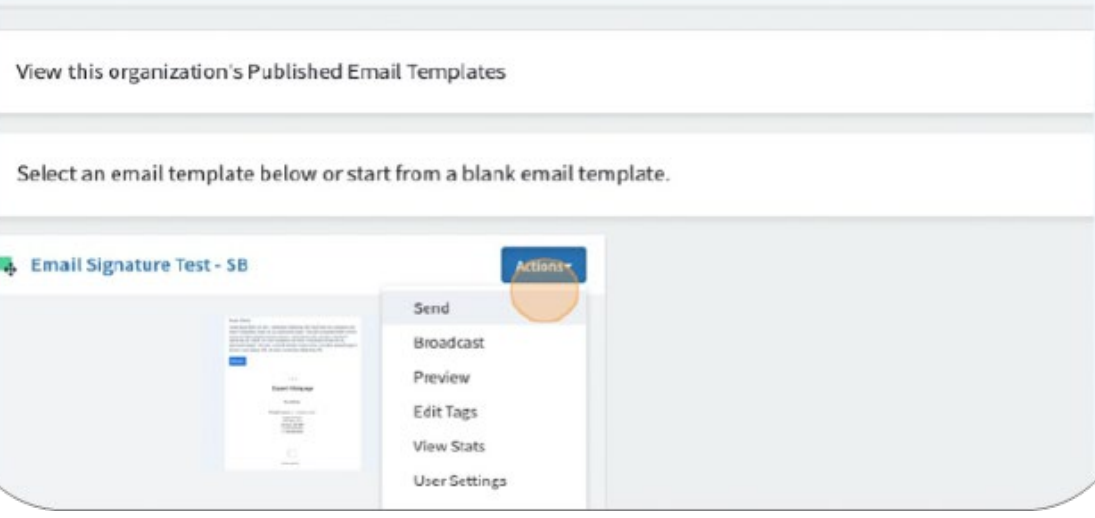 View this organization's Published Email Templates
Select an email template below or start from a blank email template.
Email Signature Test - SB
Actions
Send
Broadcast
Preview
Edit Tags
View Stats
User Settings